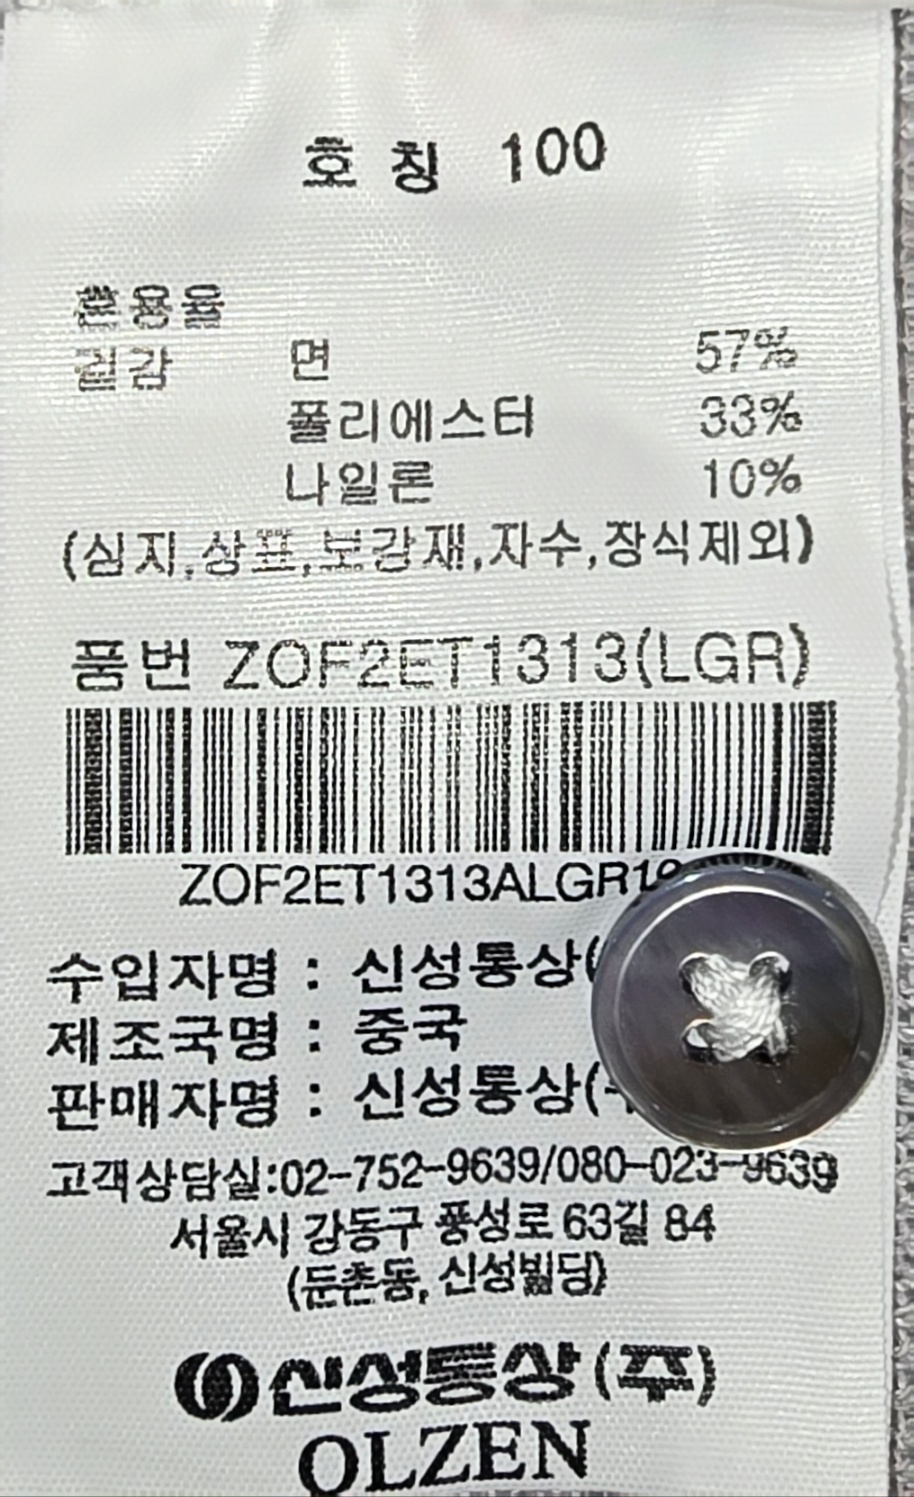 호 칭 100
혼용율
겉감 면 57%
폴리에스터 33%
나일론 10%
(심지,상표,보강재,자수,장식제외)
품번 ZOF2ET1313(LGR)
ZOF2ET1313ALGR10
수입자명 : 신성통상(
제조국명 : 중국
판매자명 : 신성통상(
고객상담실:02-752-9639/080-023-9639
서울시 강동구 풍성로 63길 84
(둔촌동, 신성빌딩)
신성통상(주)
OLZEN